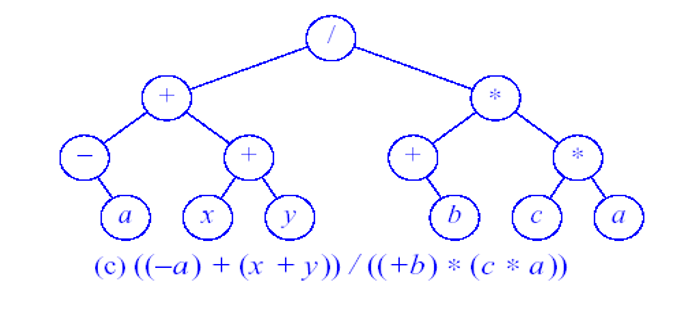 /
+ *
− + + *
a x y b c a
(c) ((−a) + (x + y)) / ((+b) * (c * a))